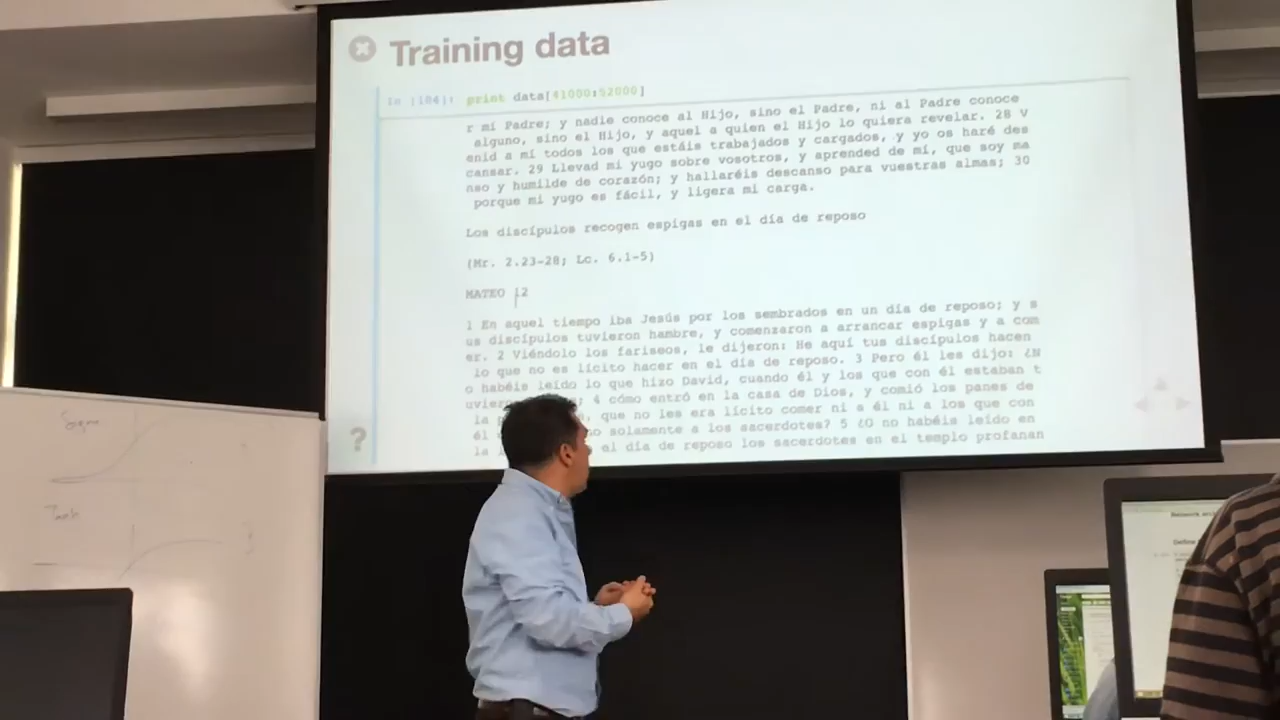 Training data
In [104]: print data[41000:52000]
r mi Padre; y nadie conoce al Hijo, sino el Padre, ni al Padre conoce
alguno, sino el Hijo, y aquel a quien el Hijo lo quiera revelar. 28 V
enid a mí todos los que estáis trabajados y cargados, y yo os haré des
cansar. 29 Llevad mi yugo sobre vosotros, y aprended de mí, que soy ma
nso y humilde de corazón; y hallaréis descanso para vuestras almas; 30
porque mi yugo es fácil, y ligera mi carga.
Los discípulos recogen espigas en el día de reposo
(Mr. 2.23-28; Lc. 6.1-5)
MATEO 12
1 En aquel tiempo iba Jesús por los sembrados en un día de reposo; y s
us discípulos tuvieron hambre, y comenzaron a arrancar espigas y a com
er. 2 Viéndolo los fariseos, le dijeron: He aquí tus discípulos hacen
lo que no es lícito hacer en el día de reposo. 3 Pero él les dijo: ¿N
o habéis leído lo que hizo David, cuando él y los que con él estaban t
uviero ; 4 cómo entró en la casa de Dios, y comió los panes de
la que no les era lícito comer ni a él ni a los que con
él no solamente a los sacerdotes? 5 ¿O no habéis leído en
la el día de reposo los sacerdotes en el templo profanan
?
Tanh